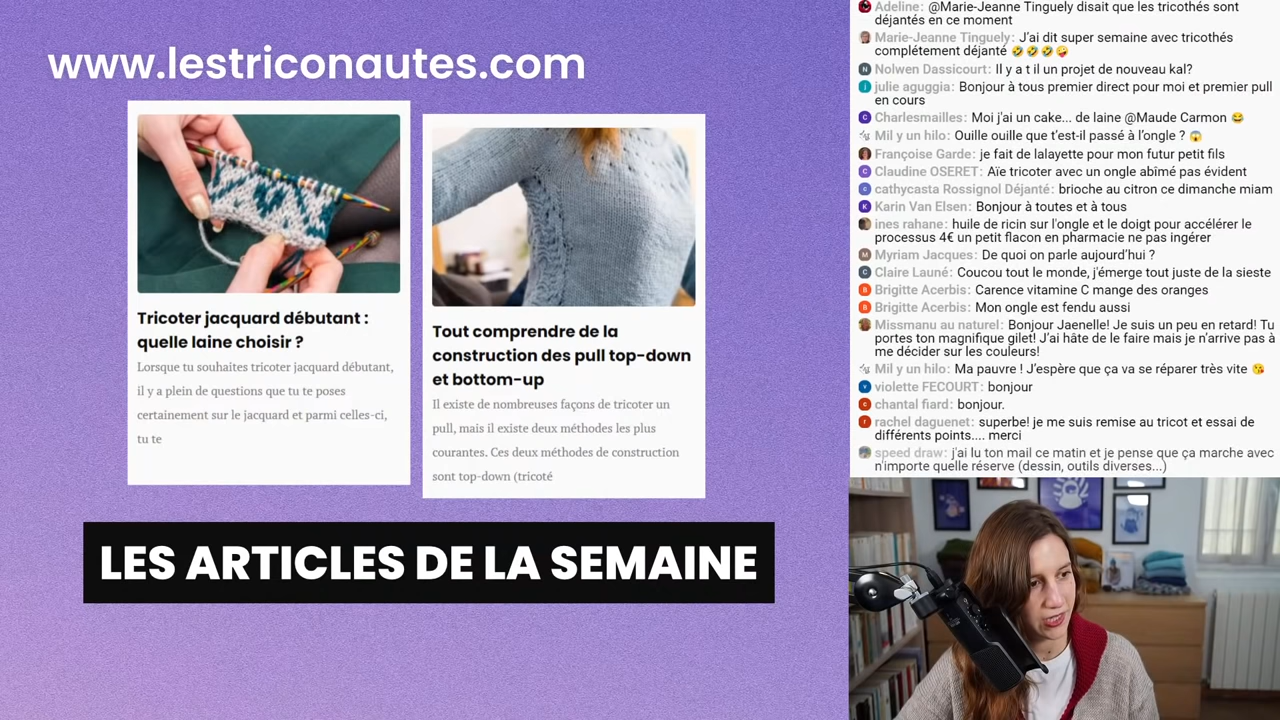 www.lestriconautes.com
Tricoter jacquard débutant :
quelle laine choisir ?
Lorsque tu souhaites tricoter jacquard débutant,
il y a plein de questions que tu te poses
certainement sur le jacquard et parmi celles-ci,
tu te
Tout comprendre de la
construction des pull top-down
et bottom-up
Il existe de nombreuses façons de tricoter un
pull, mais il existe deux méthodes les plus
courantes. Ces deux méthodes de construction
sont top-down (tricoté
LES ARTICLES DE LA SEMAINE
Adeline: @Marie-Jeanne Tinguely disait que les tricothés sont
déjantés en ce moment
Marie-Jeanne Tinguely: J'ai dit super semaine avec tricothés
complétement déjanté 🤣🤣🤣🤪
N Nolwen Dassicourt: Il y a t il un projet de nouveau kal?
j julie aguggia: Bonjour à tous premier direct pour moi et premier pull
en cours
C Charlesmailles: Moi j'ai un cake... de laine @Maude Carmon 😂
Mil y un hilo: Ouille ouille que t'est-il passé à l'ongle ? 😱
Françoise Garde: je fait de lalayette pour mon futur petit fils
C Claudine OSERET: Aïe tricoter avec un ongle abîmé pas évident
c cathycasta Rossignol Déjanté: brioche au citron ce dimanche miam
K Karin Van Elsen: Bonjour à toutes et à tous
ines rahane: huile de ricin sur l'ongle et le doigt pour accélérer le
processus 4€ un petit flacon en pharmacie ne pas ingérer
M Myriam Jacques: De quoi on parle aujourd'hui ?
C Claire Launé: Coucou tout le monde, j'émerge tout juste de la sieste
B Brigitte Acerbis: Carence vitamine C mange des oranges
B Brigitte Acerbis: Mon ongle est fendu aussi
Missmanu au naturel: Bonjour Jaenelle! Je suis un peu en retard! Tu
portes ton magnifique gilet! J'ai hâte de le faire mais je n'arrive pas à
me décider sur les couleurs!
Mil y un hilo: Ma pauvre ! J'espère que ça va se réparer très vite 😘
v violette FECOURT: bonjour
c chantal fiard: bonjour.
r rachel daguenet: superbe! je me suis remise au tricot et essai de
différents points.... merci
speed draw: j'ai lu ton mail ce matin et je pense que ça marche avec
n'importe quelle réserve (dessin, outils diverses...)